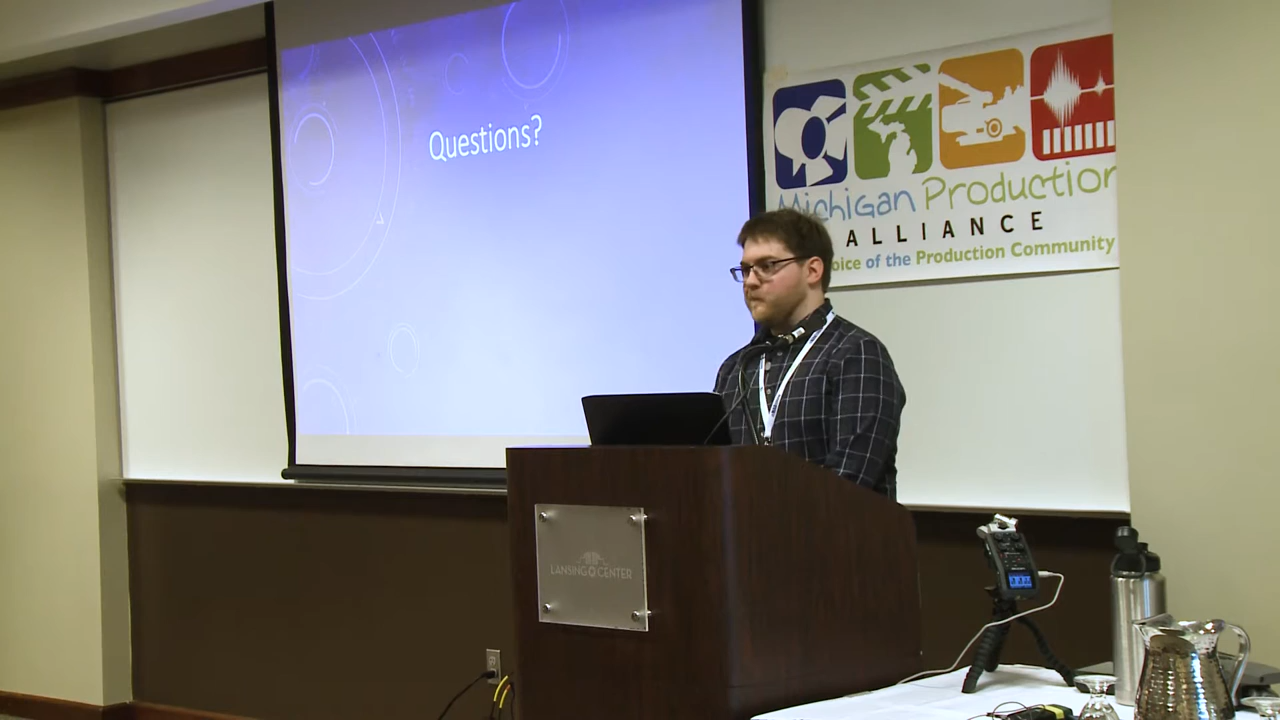 Questions?
Michigan Production
ALLIANCE
oice of the Production Community
LANSING CENTER